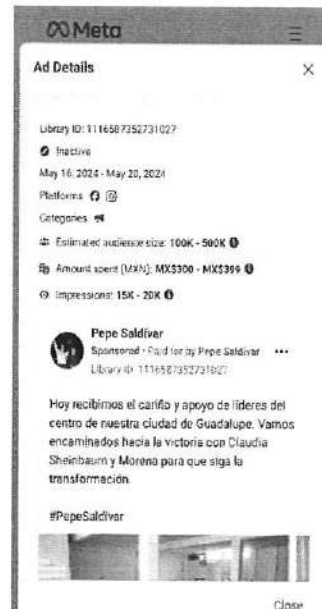 Meta
Ad Details
Library ID: 1116587352731027
Inactive
May 16, 2024 - May 20, 2024
Platforms
Categories
Estimated audience size: 100K - 500K
Amount spent (MXN): MX$300 - MX$399
Impressions: 15K - 20K
Pepe Saldívar
Sponsored • Paid for by Pepe Saldívar
Library ID: 1116587352731027
Hoy recibimos el cariño y apoyo de líderes del
centro de nuestra ciudad de Guadalupe. Vamos
encaminados hacia la victoria con Claudia
Sheinbaum y Morena para que siga la
transformación.
#PepeSaldívar
Close